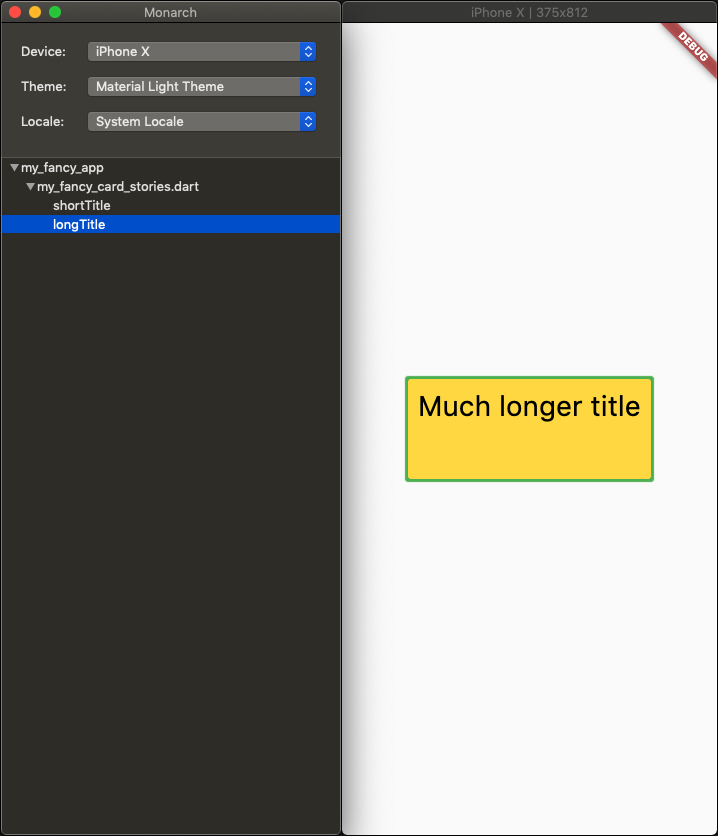 Monarch
iPhone X | 375x812
DEBUG
Device: iPhone X
Theme: Material Light Theme
Locale: System Locale
my_fancy_app
my_fancy_card_stories.dart
shortTitle
longTitle
Much longer title